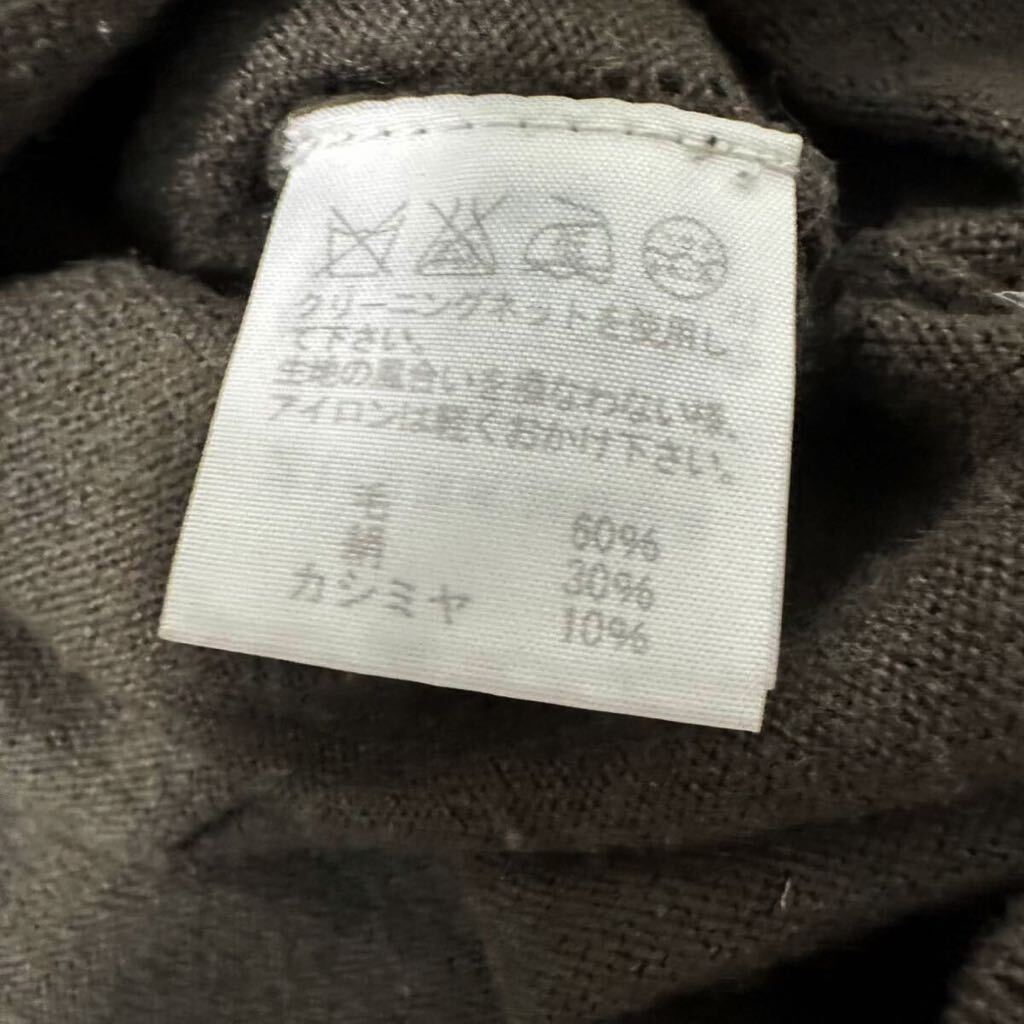 クリーニングネットを使用し
て下さい、
生地の風合いを損なわない様、
アイロンは軽くおかけ下さい。
毛 60%
絹 30%
カシミヤ 10%